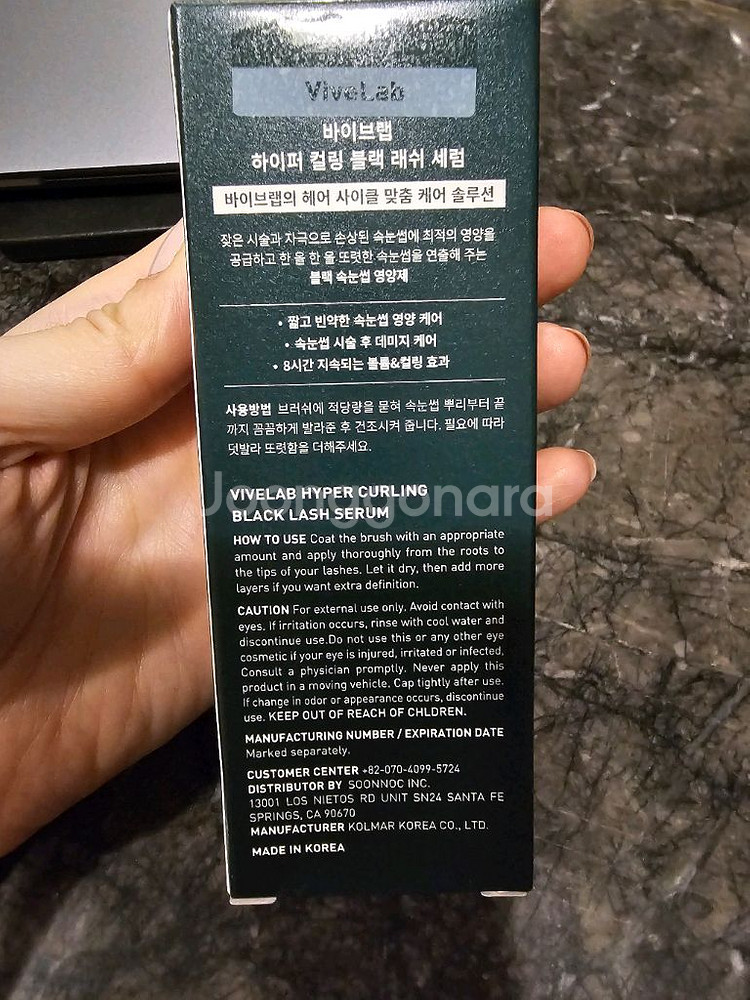 ViveLab
바이브랩
하이퍼 컬링 블랙 래쉬 세럼
바이브랩의 헤어 사이클 맞춤 케어 솔루션
잦은 시술과 자극으로 손상된 속눈썹에 최적의 영양을
공급하고 한 올 한 올 또렷한 속눈썹을 연출해 주는
블랙 속눈썹 영양제
• 짧고 빈약한 속눈썹 영양 케어
• 속눈썹 시술 후 데미지 케어
• 8시간 지속되는 볼륨&컬링 효과
사용방법 브러쉬에 적당량을 묻혀 속눈썹 뿌리부터 끝
까지 꼼꼼하게 발라준 후 건조시켜 줍니다. 필요에 따라
덧발라 또렷함을 더해주세요.
Joonggonara
VIVELAB HYPER CURLING
BLACK LASH SERUM
HOW TO USE Coat the brush with an appropriate
amount and apply thoroughly from the roots to
the tips of your lashes. Let it dry, then add more
layers if you want extra definition.
CAUTION For external use only. Avoid contact with
eyes. If irritation occurs, rinse with cool water and
discontinue use.Do not use this or any other eye
cosmetic if your eye is injured, irritated or infected.
Consult a physician promptly. Never apply this
product in a moving vehicle. Cap tightly after use.
If change in odor or appearance occurs, discontinue
use. KEEP OUT OF REACH OF CHLDREN.
MANUFACTURING NUMBER / EXPIRATION DATE
Marked separately.
CUSTOMER CENTER +82-070-4099-5724
DISTRIBUTOR BY SOONNOC INC.
13001 LOS NIETOS RD UNIT SN24 SANTA FE
SPRINGS, CA 90670
MANUFACTURER KOLMAR KOREA CO., LTD.
MADE IN KOREA